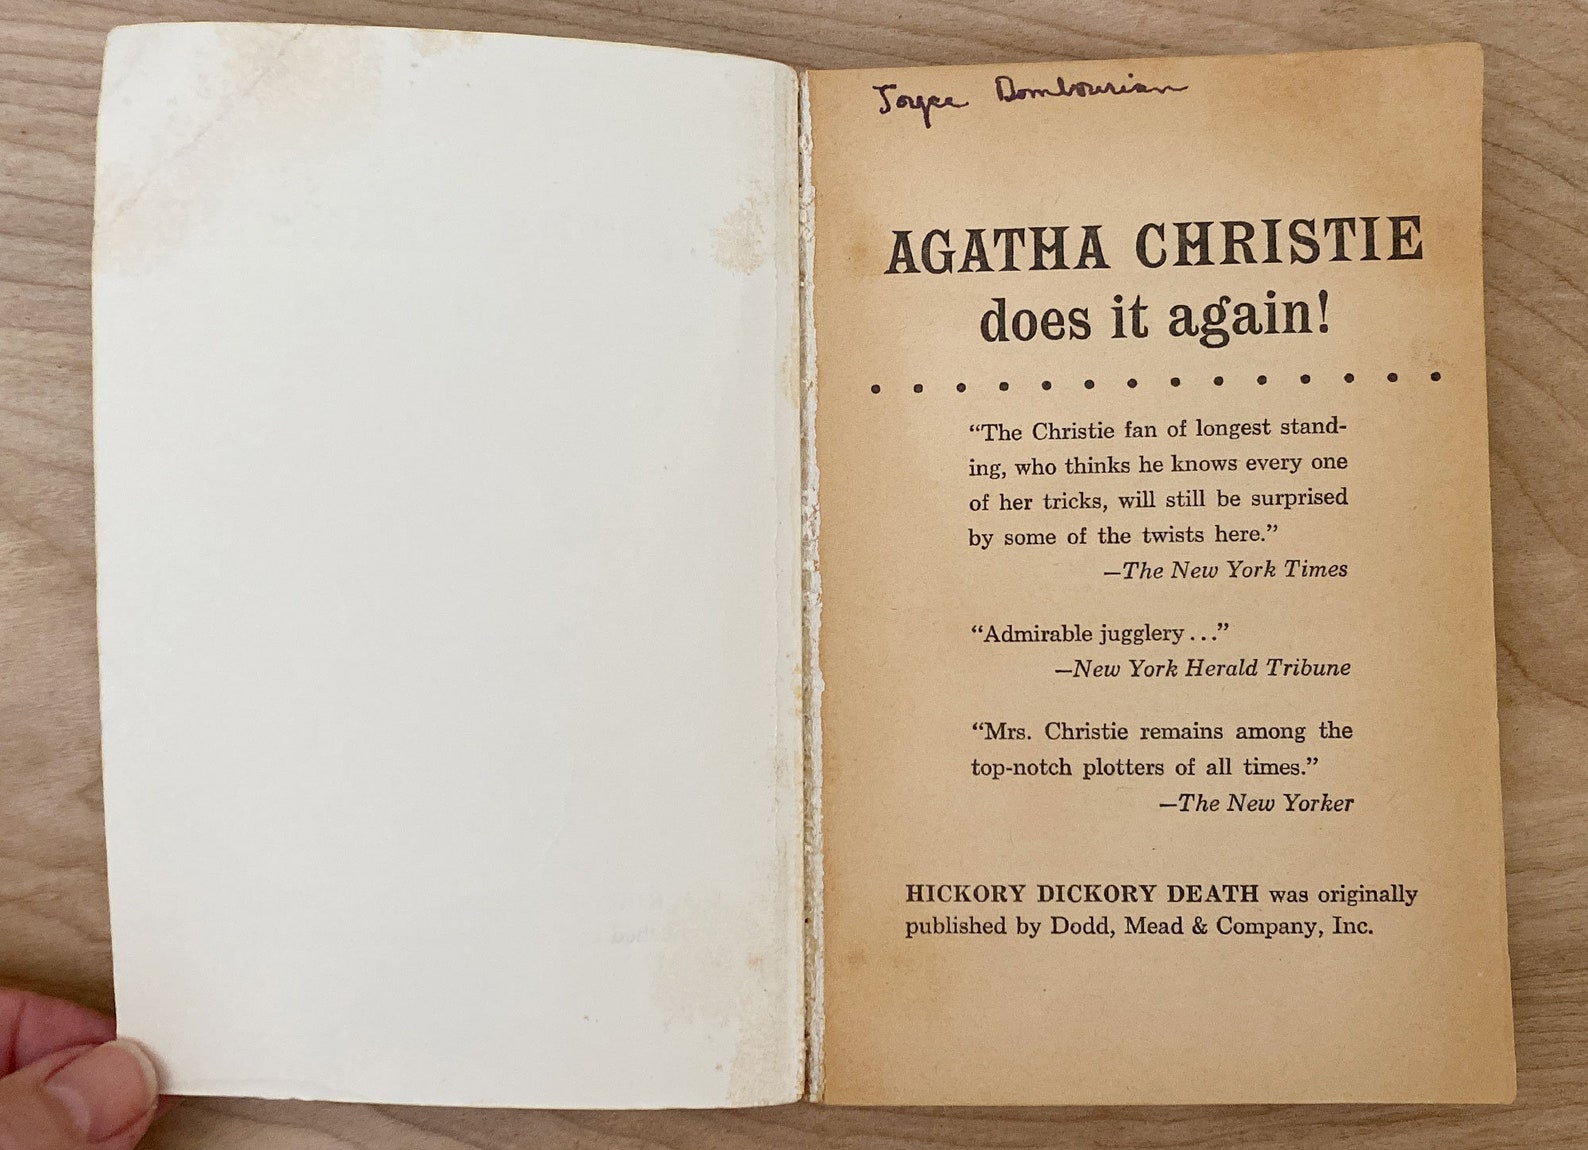 Joyce Bombourian
AGATHA CHRISTIE
does it again!
“The Christie fan of longest stand-
ing, who thinks he knows every one
of her tricks, will still be surprised
by some of the twists here.”
—The New York Times
“Admirable jugglery...”
—New York Herald Tribune
“Mrs. Christie remains among the
top-notch plotters of all times.”
—The New Yorker
HICKORY DICKORY DEATH was originally
published by Dodd, Mead & Company, Inc.